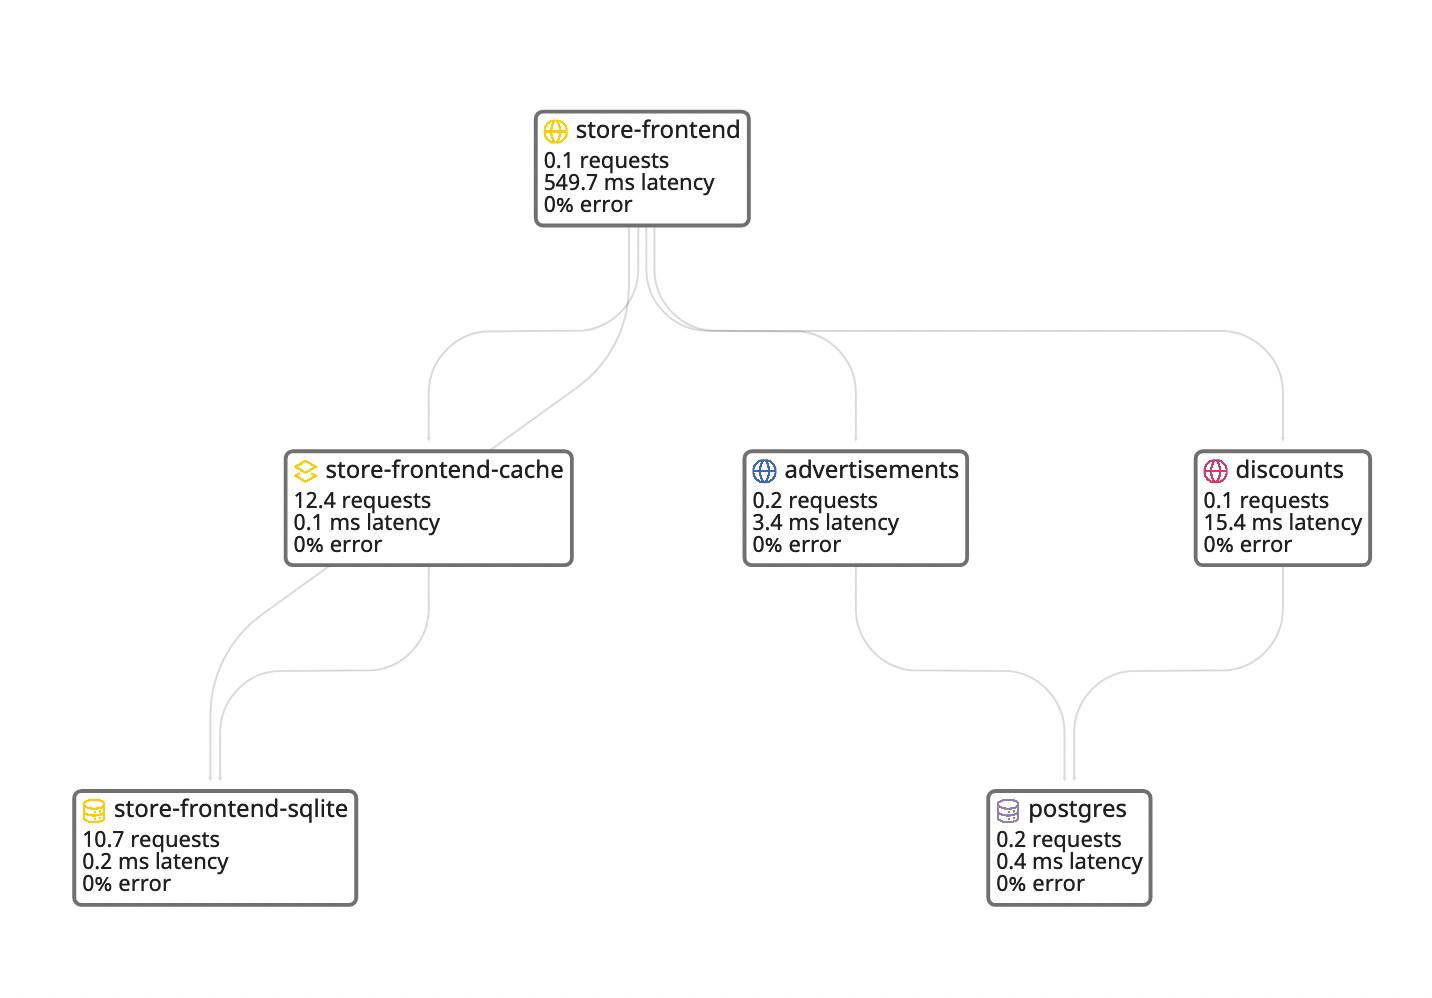 store-frontend
0.1 requests
549.7 ms latency
0% error
store-frontend-cache
12.4 requests
0.1 ms latency
0% error
advertisements
0.2 requests
3.4 ms latency
0% error
discounts
0.1 requests
15.4 ms latency
0% error
store-frontend-sqlite
10.7 requests
0.2 ms latency
0% error
postgres
0.2 requests
0.4 ms latency
0% error